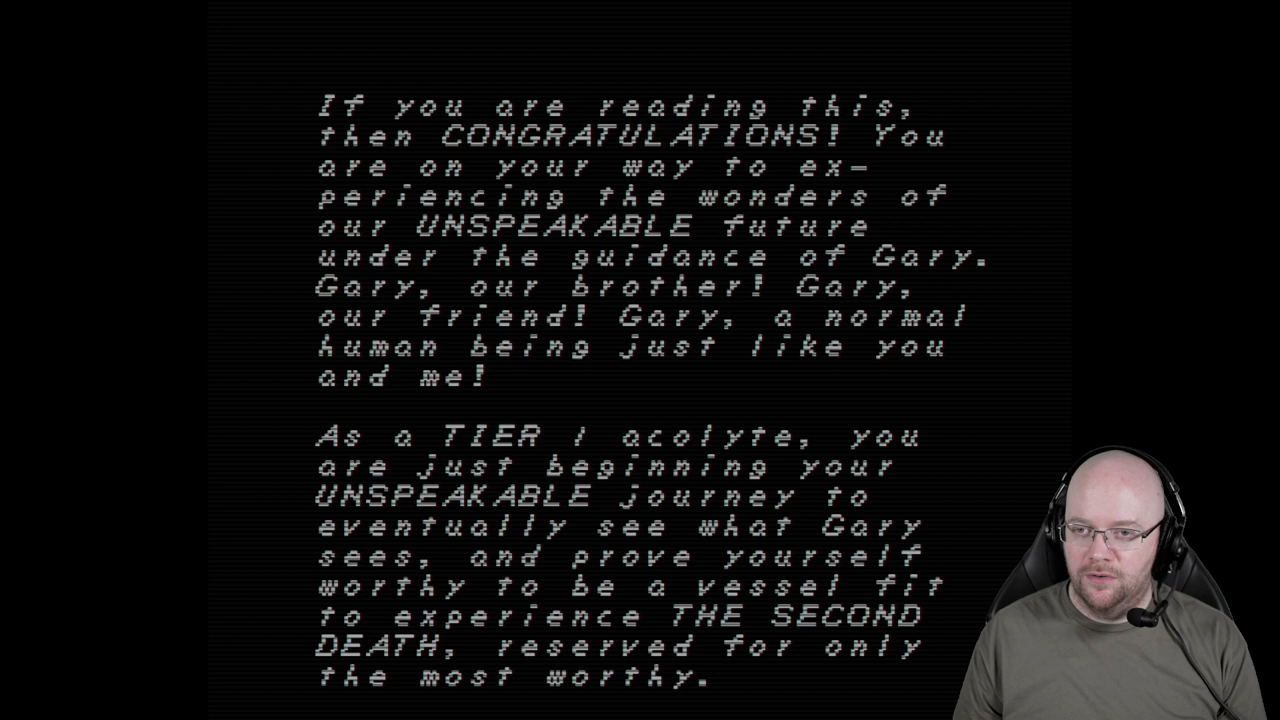 If you are reading this,
then CONGRATULATIONS! You
are on your way to ex-
periencing the wonders of
our UNSPEAKABLE future
under the guidance of Gary.
Gary, our brother! Gary,
our friend! Gary, a normal
human being just like you
and me!
As a TIER 1 acolyte, you
are just beginning your
UNSPEAKABLE journey to
eventually see what Gary
sees, and prove yourself
worthy to be a vessel fit
to experience THE SECOND
DEATH, reserved for only
the most worthy.